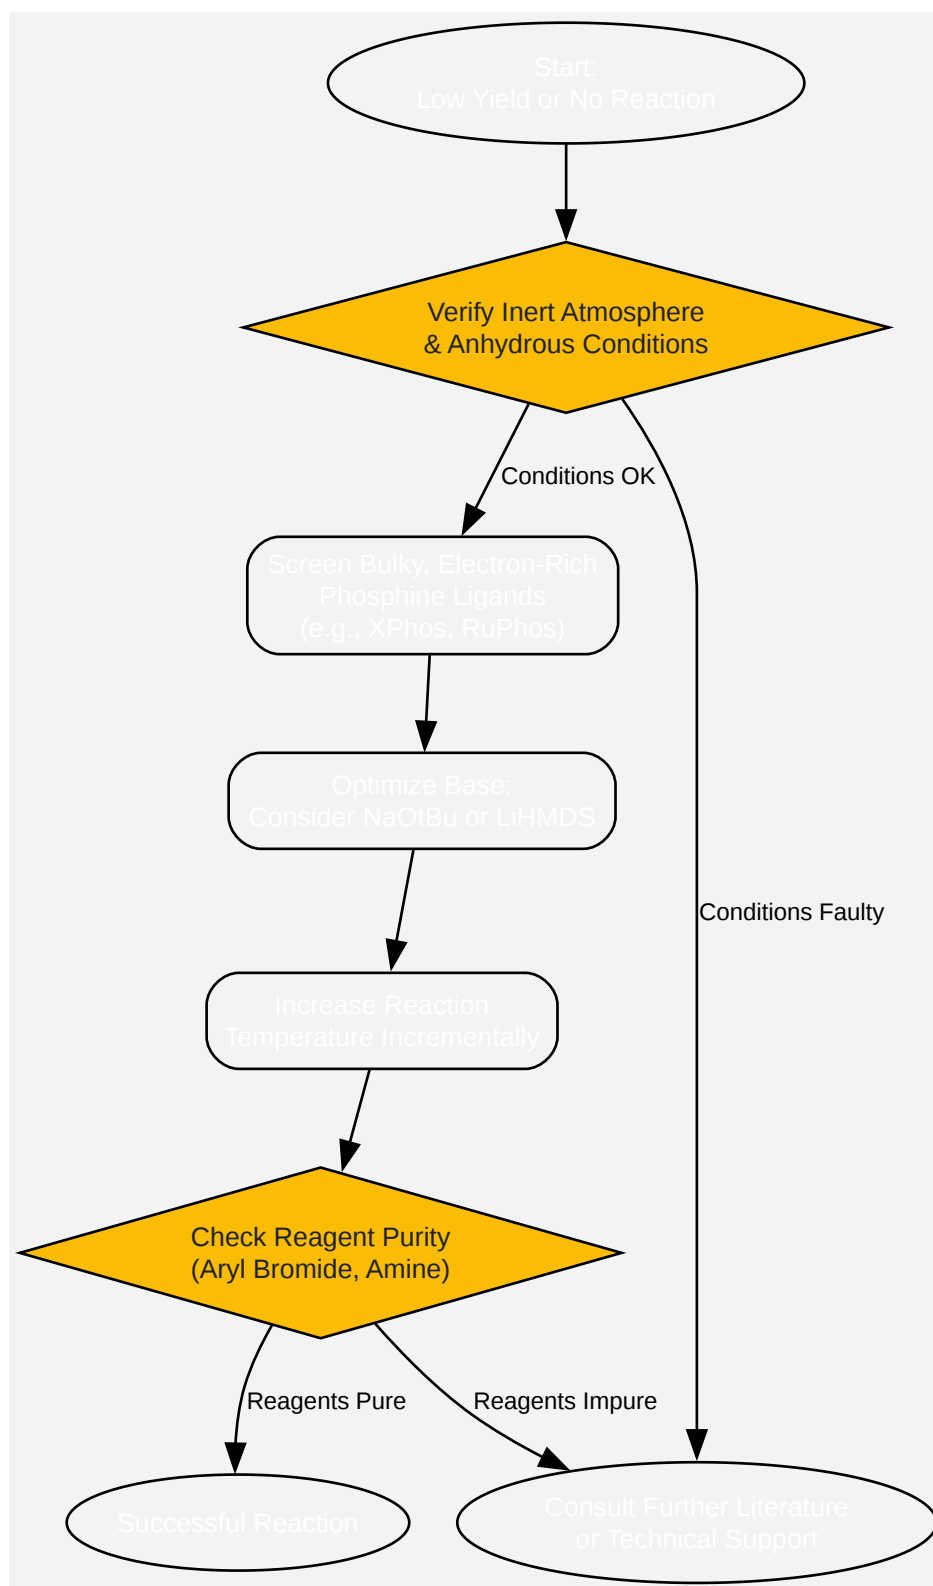 Start:
Low Yield or No Reaction
Verify Inert Atmosphere
& Anhydrous Conditions
Conditions OK
Screen Bulky, Electron-Rich
Phosphine Ligands
(e.g., XPhos, RuPhos)
Optimize Base:
Consider NaOtBu or LiHMDS
Conditions Faulty
Increase Reaction
Temperature Incrementally
Check Reagent Purity
(Aryl Bromide, Amine)
Reagents Pure
Reagents Impure
Successful Reaction
Consult Further Literature
or Technical Support